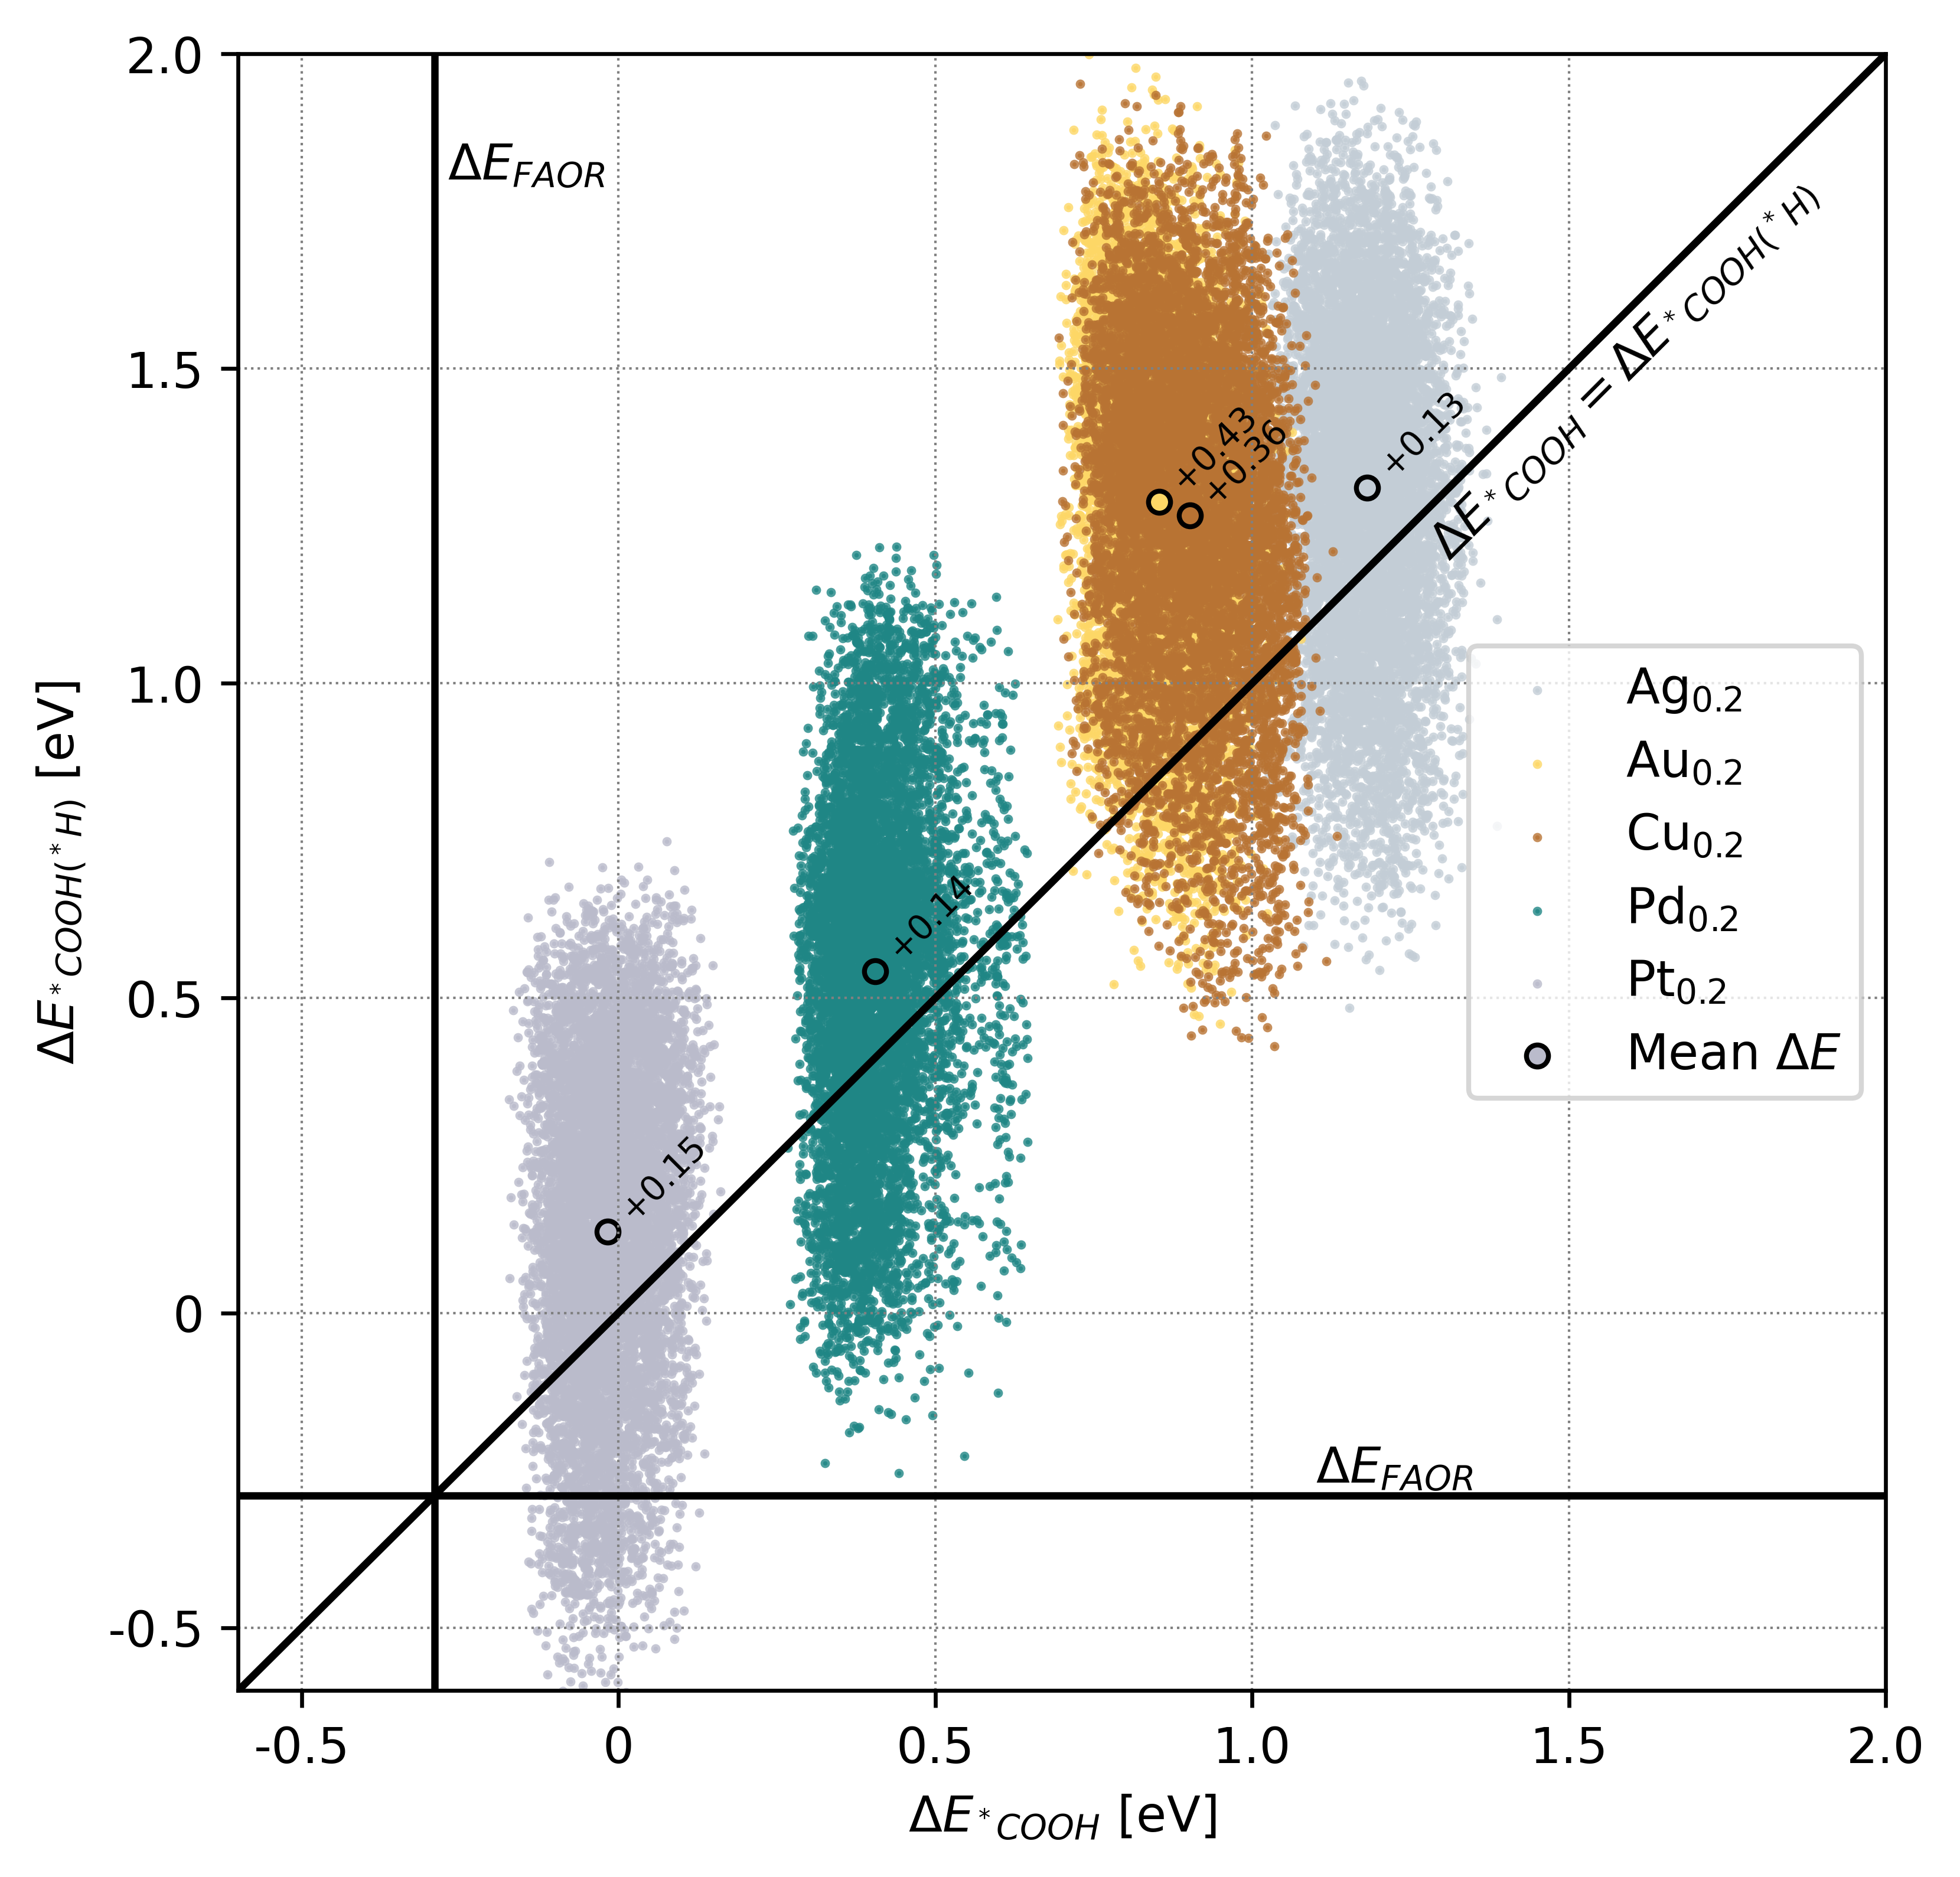 2.0
1.5
1.0
0.5
0
-0.5
ΔE*COOH(*H) [eV]
ΔE_FAOR
ΔE*COOH = ΔE*COOH(*H)
+0.43
+0.36
+0.13
+0.14
+0.15
Ag0.2
Au0.2
Cu0.2
Pd0.2
Pt0.2
Mean ΔE
ΔE_FAOR
-0.5
0
0.5
1.0
1.5
2.0
ΔE*COOH [eV]